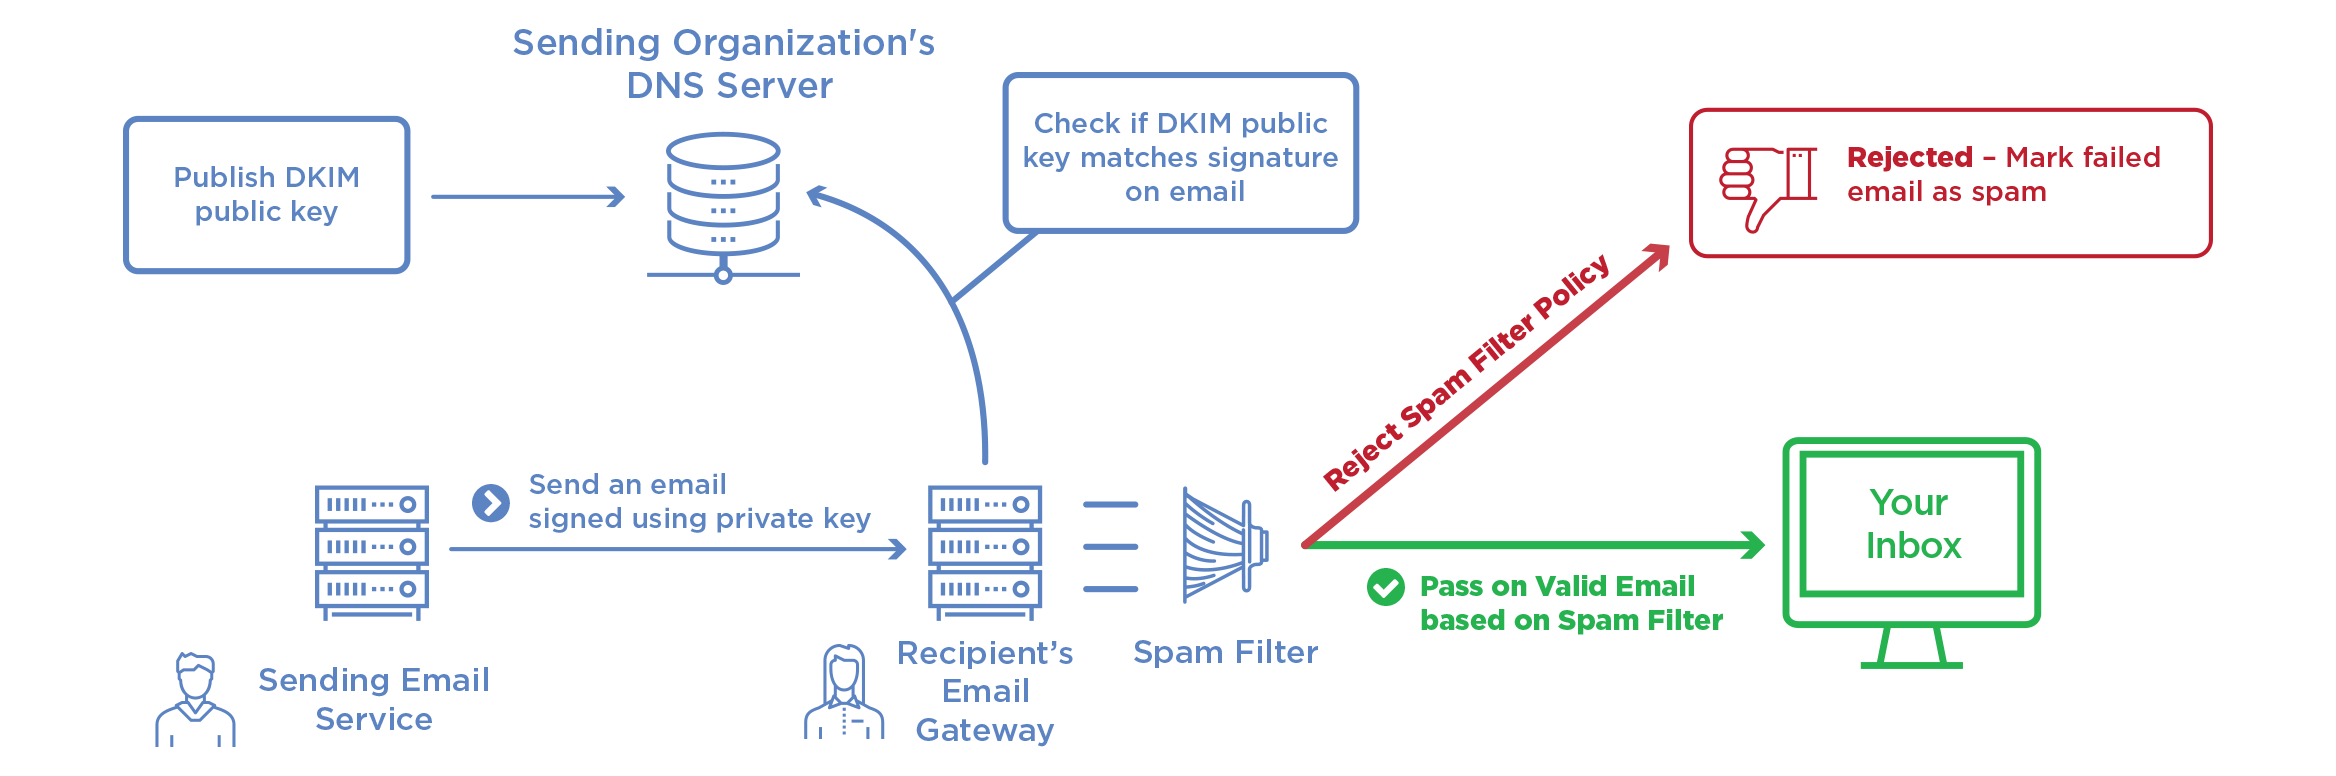 Sending Organization's
DNS Server
Publish DKIM
public key
Check if DKIM public
key matches signature
on email
Rejected – Mark failed
email as spam
Reject Spam Filter Policy
Send an email
signed using private key
Your
Inbox
Pass on Valid Email
based on Spam Filter
Sending Email
Service
Recipient’s
Email
Gateway
Spam Filter